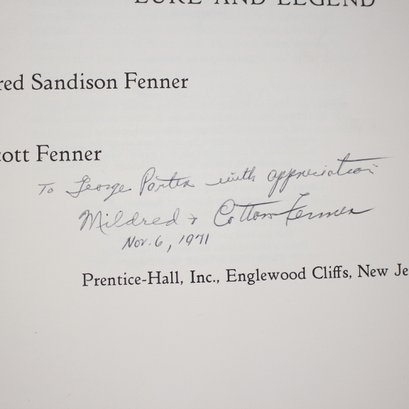 LORE AND LEGEND
red Sandison Fenner
cott Fenner
To George Porter with appreciation
Mildred & Cotton Fenner
Nov. 6, 1971
Prentice-Hall, Inc., Englewood Cliffs, New Je